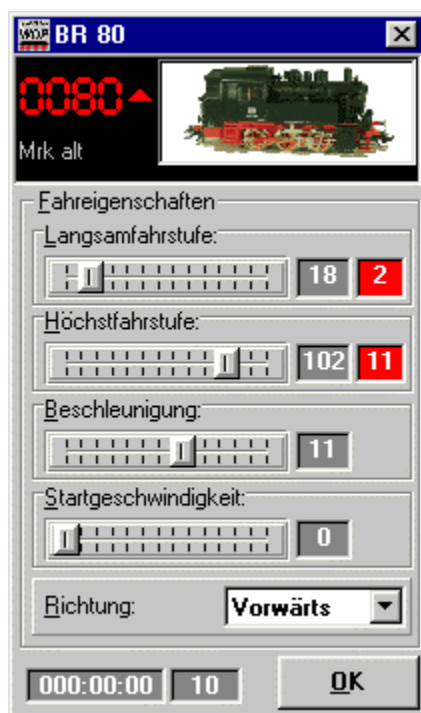 BR 80
0080
Mrk alt
Fahreigenschaften
Langsamfahrstufe:
18 2
Höchstfahrstufe:
102 11
Beschleunigung:
11
Startgeschwindigkeit:
0
Richtung: Vorwärts
000:00:00 10 OK